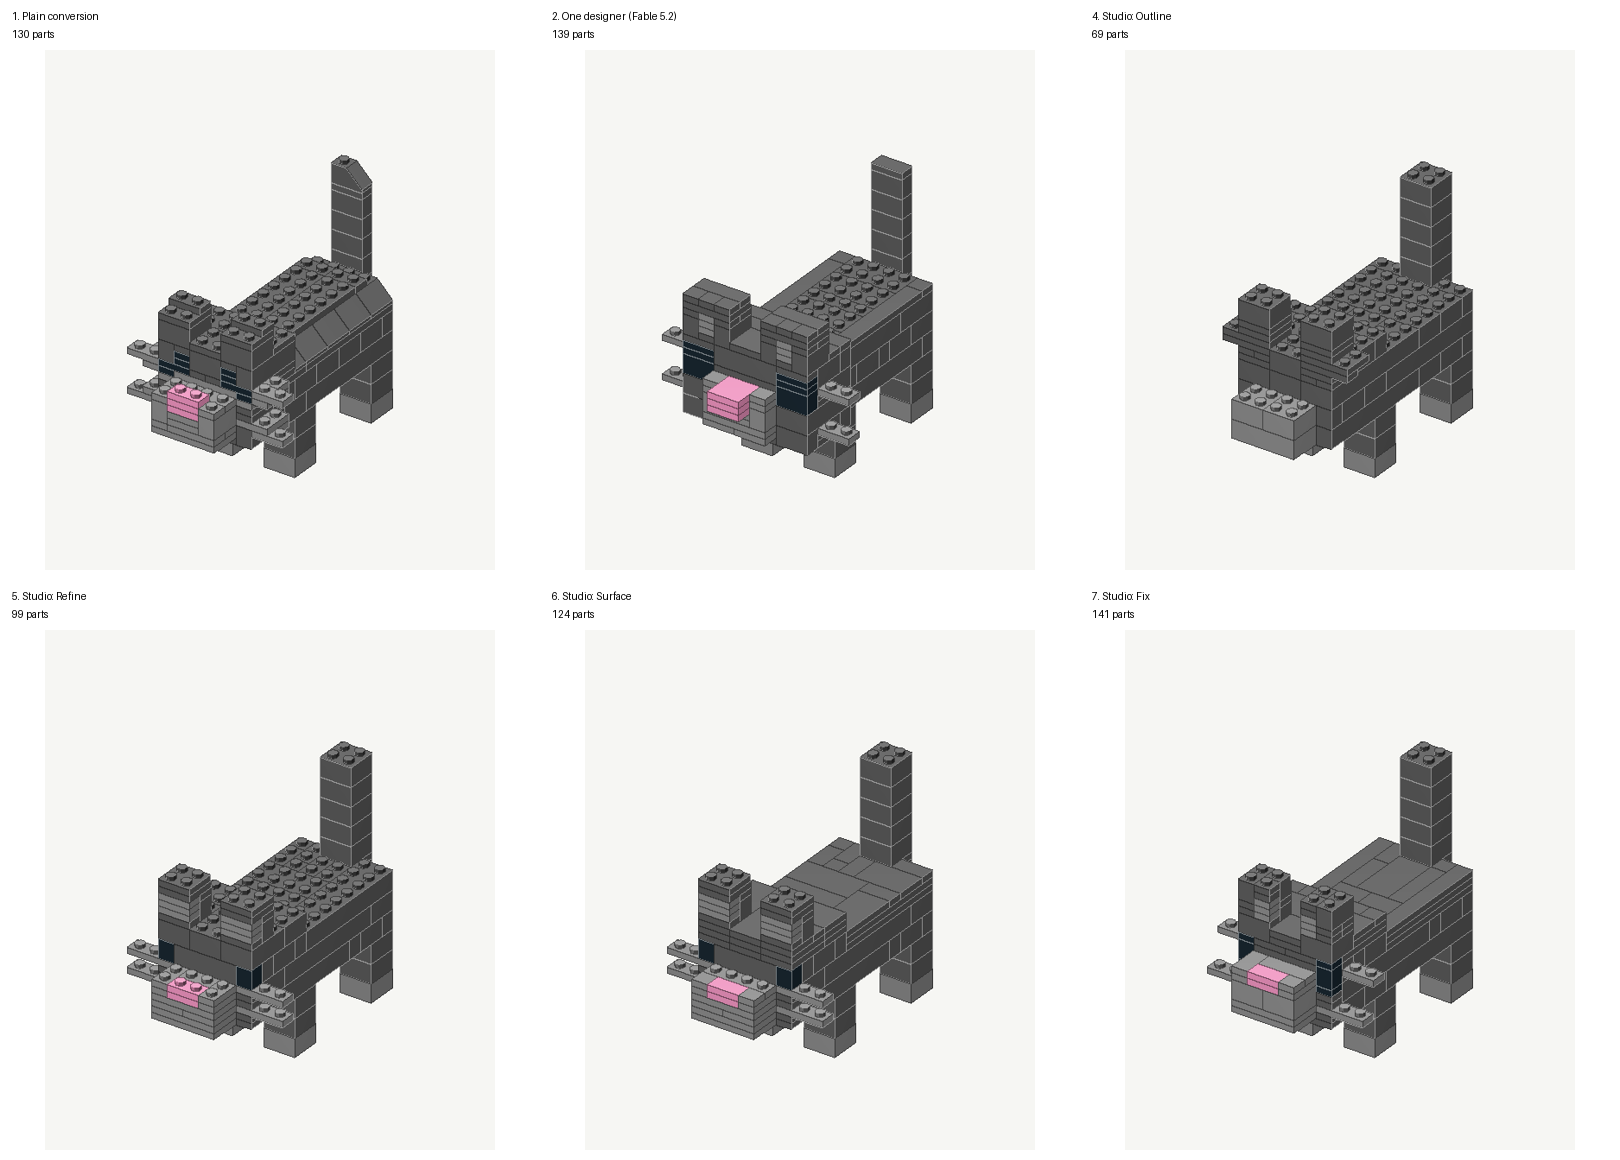 1. Plain conversion
130 parts
2. One designer (Fable 5.2)
139 parts
4. Studio: Outline
69 parts
5. Studio: Refine
99 parts
6. Studio: Surface
124 parts
7. Studio: Fix
141 parts